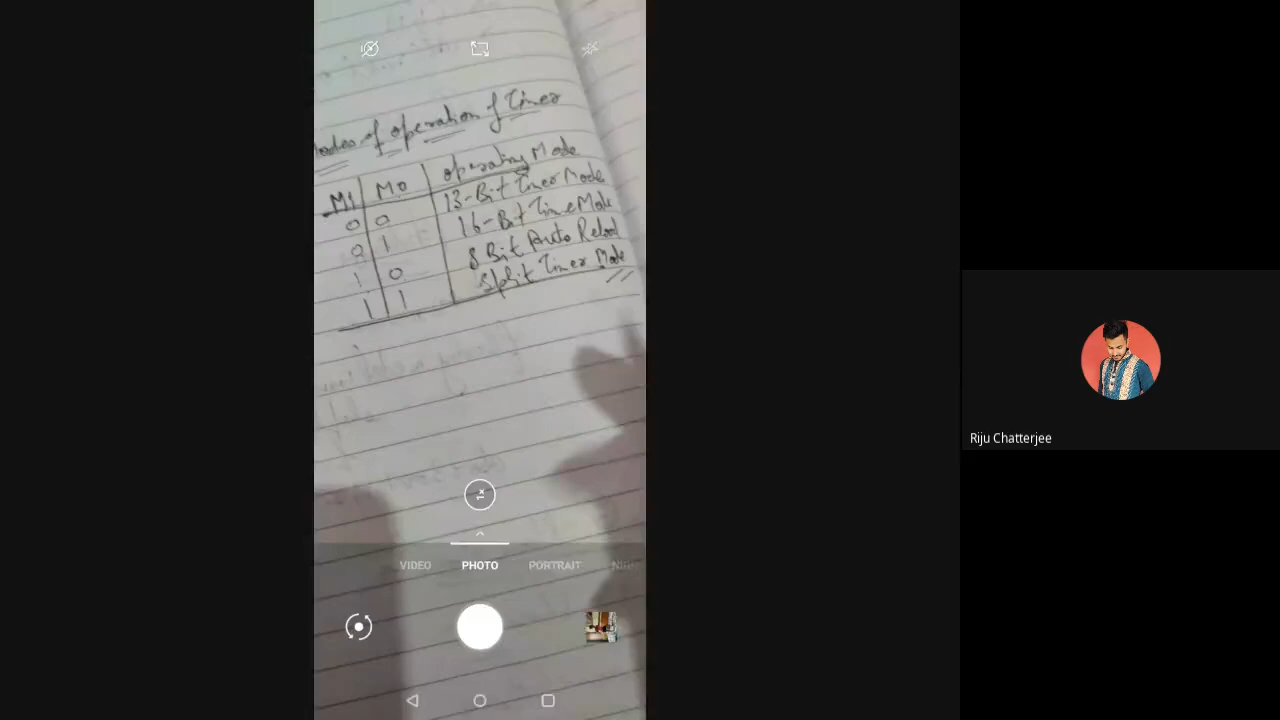 Modes of operation of Timer
M1 M0 operating Mode
0 0 13-Bit Timer Mode
0 1 16-Bit Time Mode
1 0 8 Bit Auto Reload
1 1 Split Timer Mode
VIDEO PHOTO PORTRAIT
Riju Chatterjee